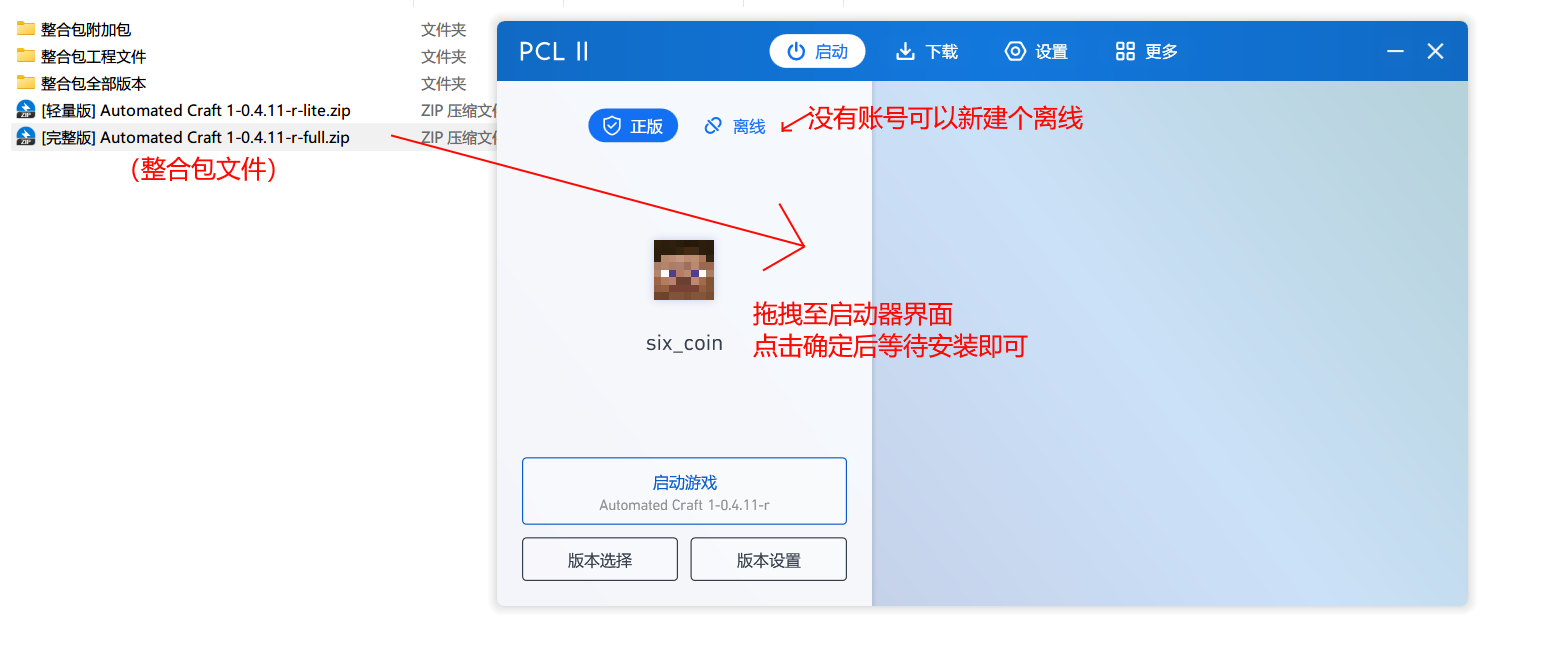 整合包附加包 文件夹
整合包工程文件 文件夹
整合包全部版本 文件夹
[轻量版] Automated Craft 1-0.4.11-r-lite.zip ZIP 压缩文件
[完整版] Automated Craft 1-0.4.11-r-full.zip ZIP 压缩文件
（整合包文件）
PCL II 启动 下载 设置 更多
正版 离线
没有账号可以新建个离线
six_coin
拖拽至启动器界面
点击确定后等待安装即可
启动游戏
Automated Craft 1-0.4.11-r
版本选择 版本设置